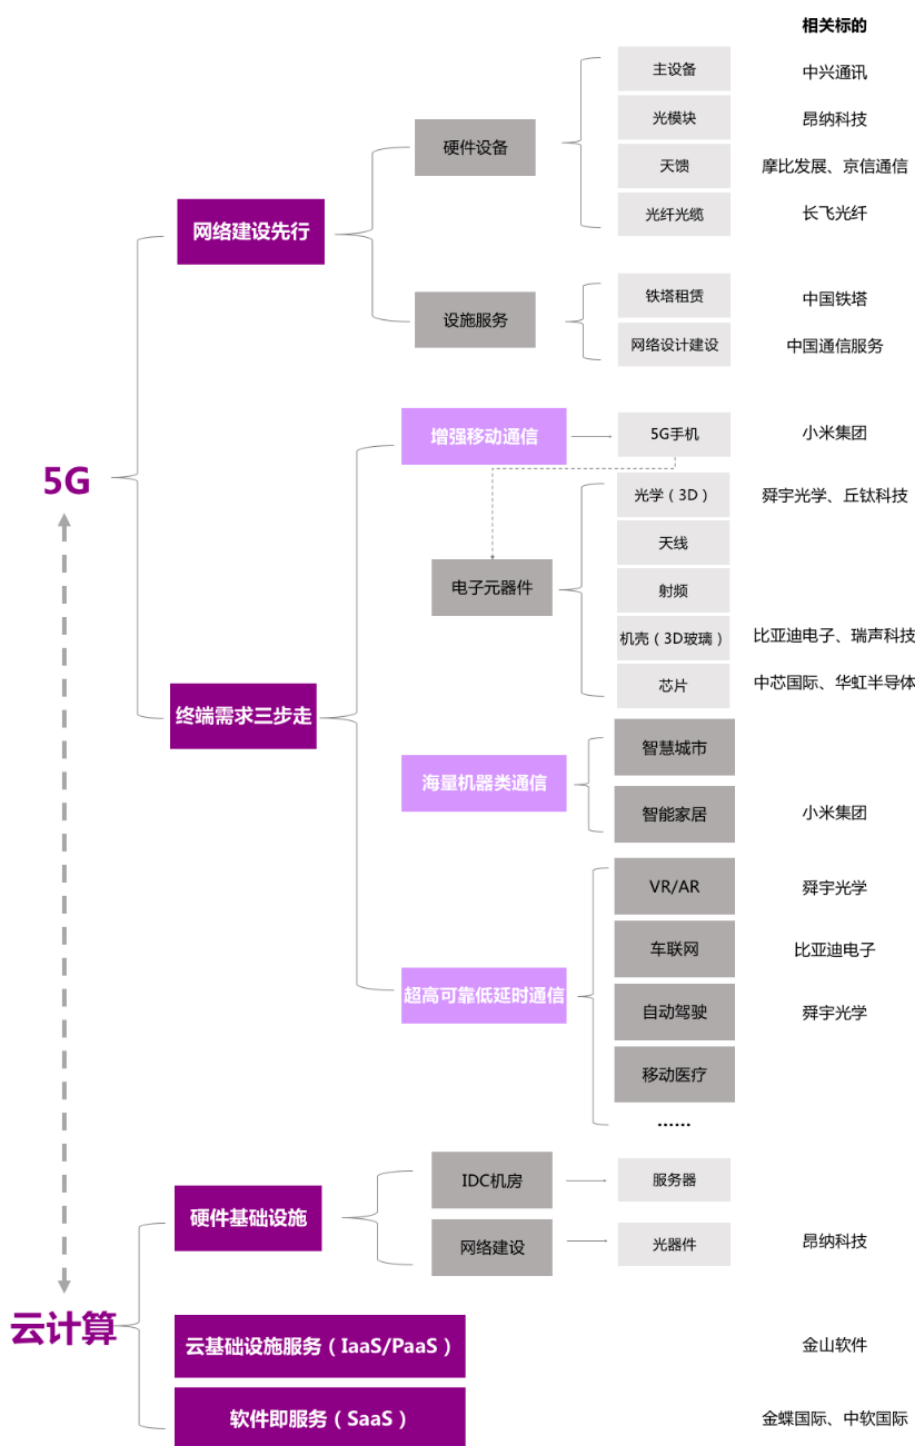 相关标的
主设备
中兴通讯
光模块
昂纳科技
硬件设备
天馈
摩比发展、京信通信
光纤光缆
长飞光纤
网络建设先行
铁塔租赁
中国铁塔
设施服务
网络设计建设
中国通信服务
增强移动通信
5G手机
小米集团
5G
光学（3D）
舜宇光学、丘钛科技
天线
电子元器件
射频
机壳（3D玻璃）
比亚迪电子、瑞声科技
芯片
中芯国际、华虹半导体
终端需求三步走
智慧城市
海量机器类通信
智能家居
小米集团
VR/AR
舜宇光学
车联网
比亚迪电子
超高可靠低延时通信
自动驾驶
舜宇光学
移动医疗
……
IDC机房
服务器
硬件基础设施
网络建设
光器件
昂纳科技
云计算
云基础设施服务（IaaS/PaaS）
金山软件
软件即服务（SaaS）
金蝶国际、中软国际